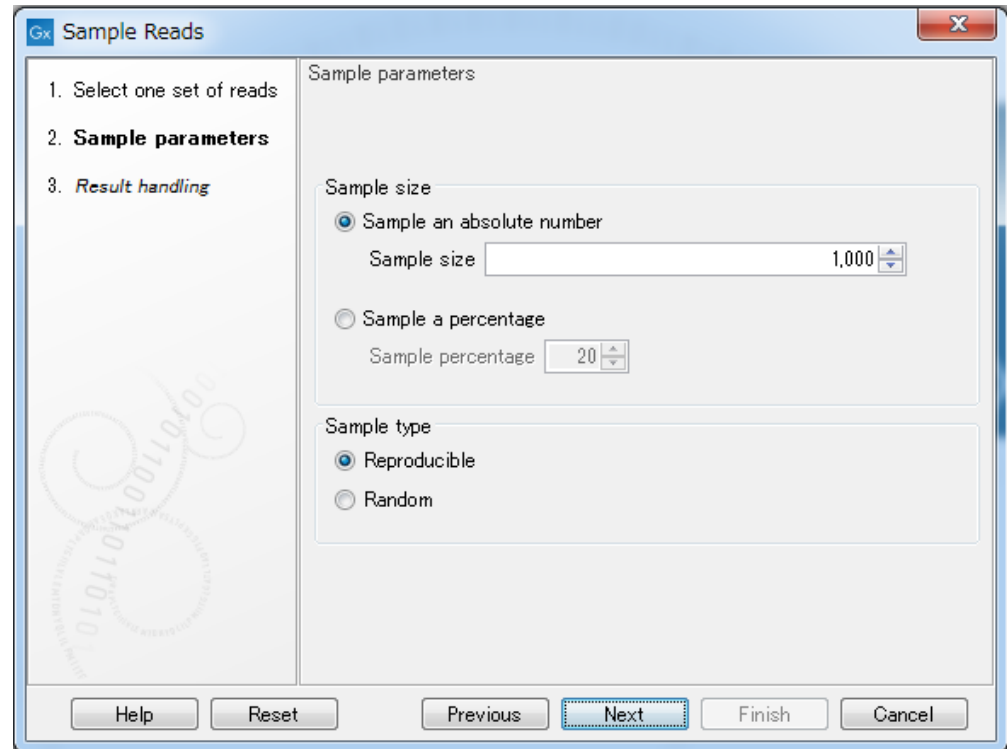 Gx Sample Reads
1. Select one set of reads
2. Sample parameters
3. Result handling
Sample parameters
Sample size
Sample an absolute number
Sample size 1,000
Sample a percentage
Sample percentage 20
Sample type
Reproducible
Random
Help Reset Previous Next Finish Cancel